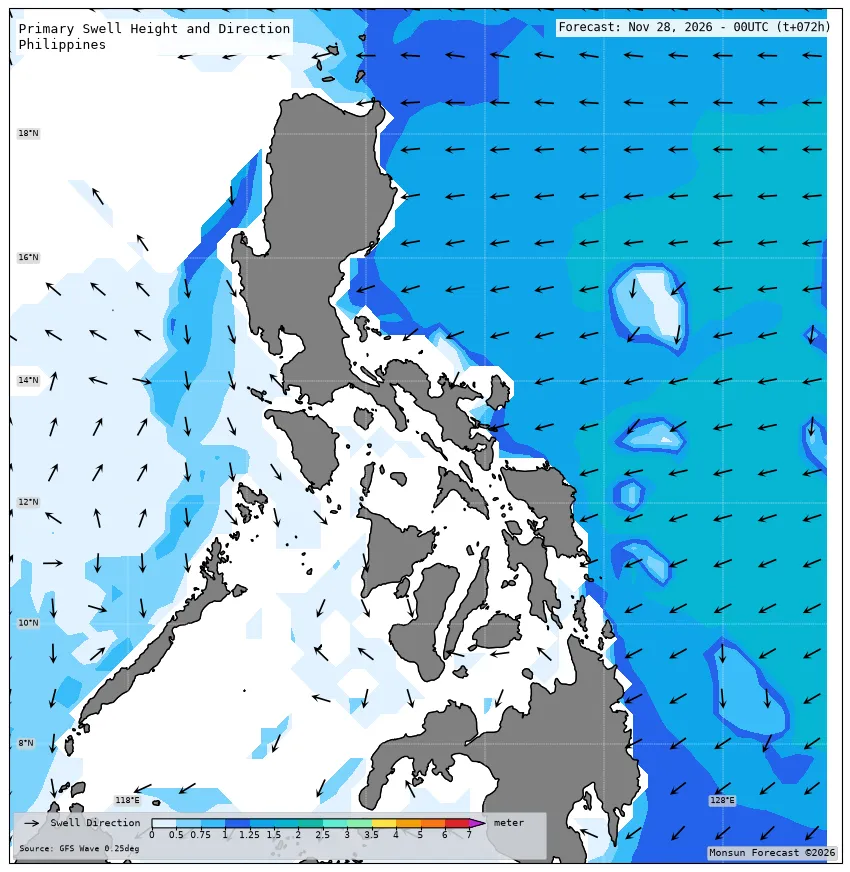 Primary Swell Height and Direction
Philippines
Forecast: Nov 28, 2026 - 00UTC (t+072h)
18°N
16°N
14°N
12°N
10°N
8°N
118°E
128°E
Swell Direction
meter
0 0.5 0.75 1 1.25 1.5 2 2.5 3 3.5 4 5 6 7
Source: GFS Wave 0.25deg
Monsun Forecast ©2026